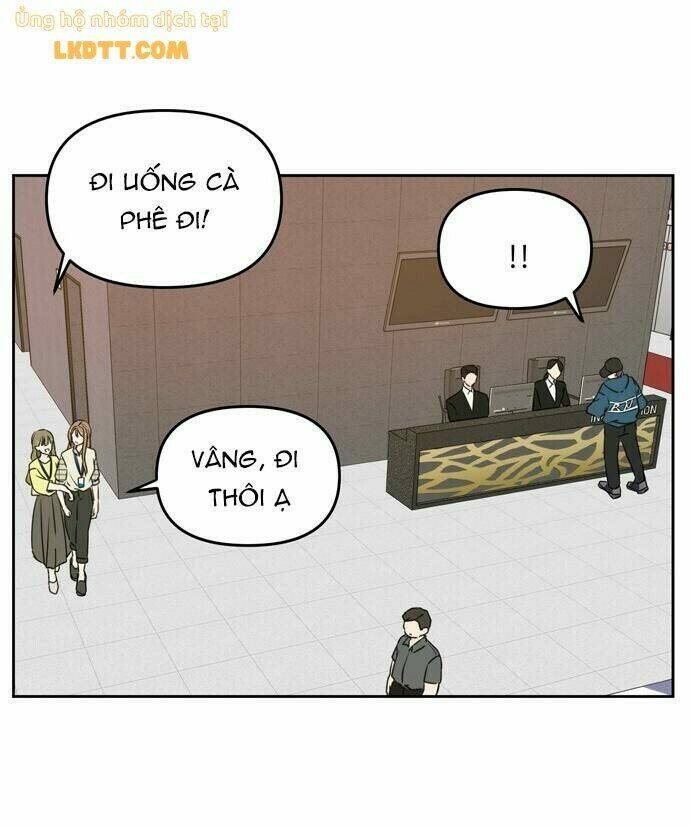 Ủng hộ nhóm dịch tại
LKDTT.COM
ĐI UỐNG CÀ
PHÊ ĐI!
!!
VÂNG, ĐI
THÔI Ạ